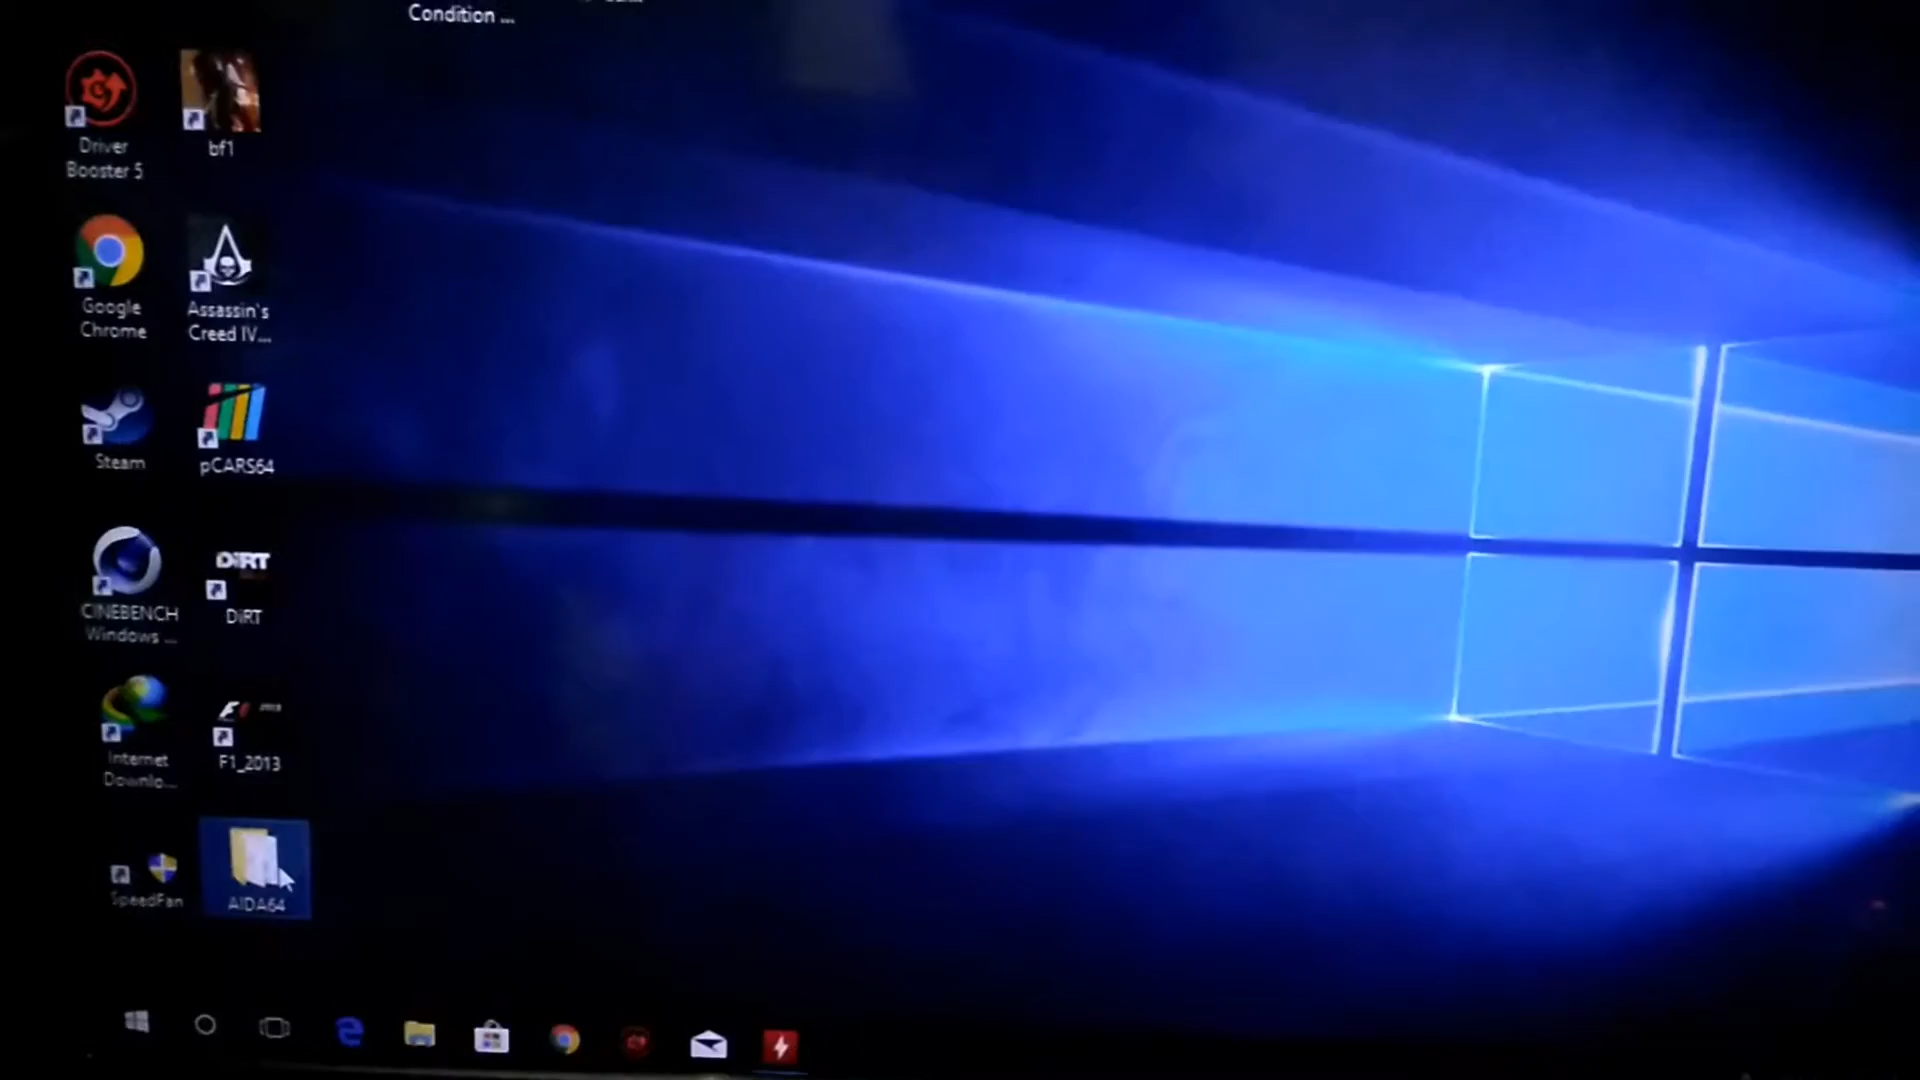 Condition ...
Driver
Booster 5
bf1
Google
Chrome
Assassin's
Creed IV...
Steam
pCARS64
CINEBENCH
Windows ...
DiRT
DiRT
Internet
Downlo...
F1_2013
SpeedFan
AIDA64